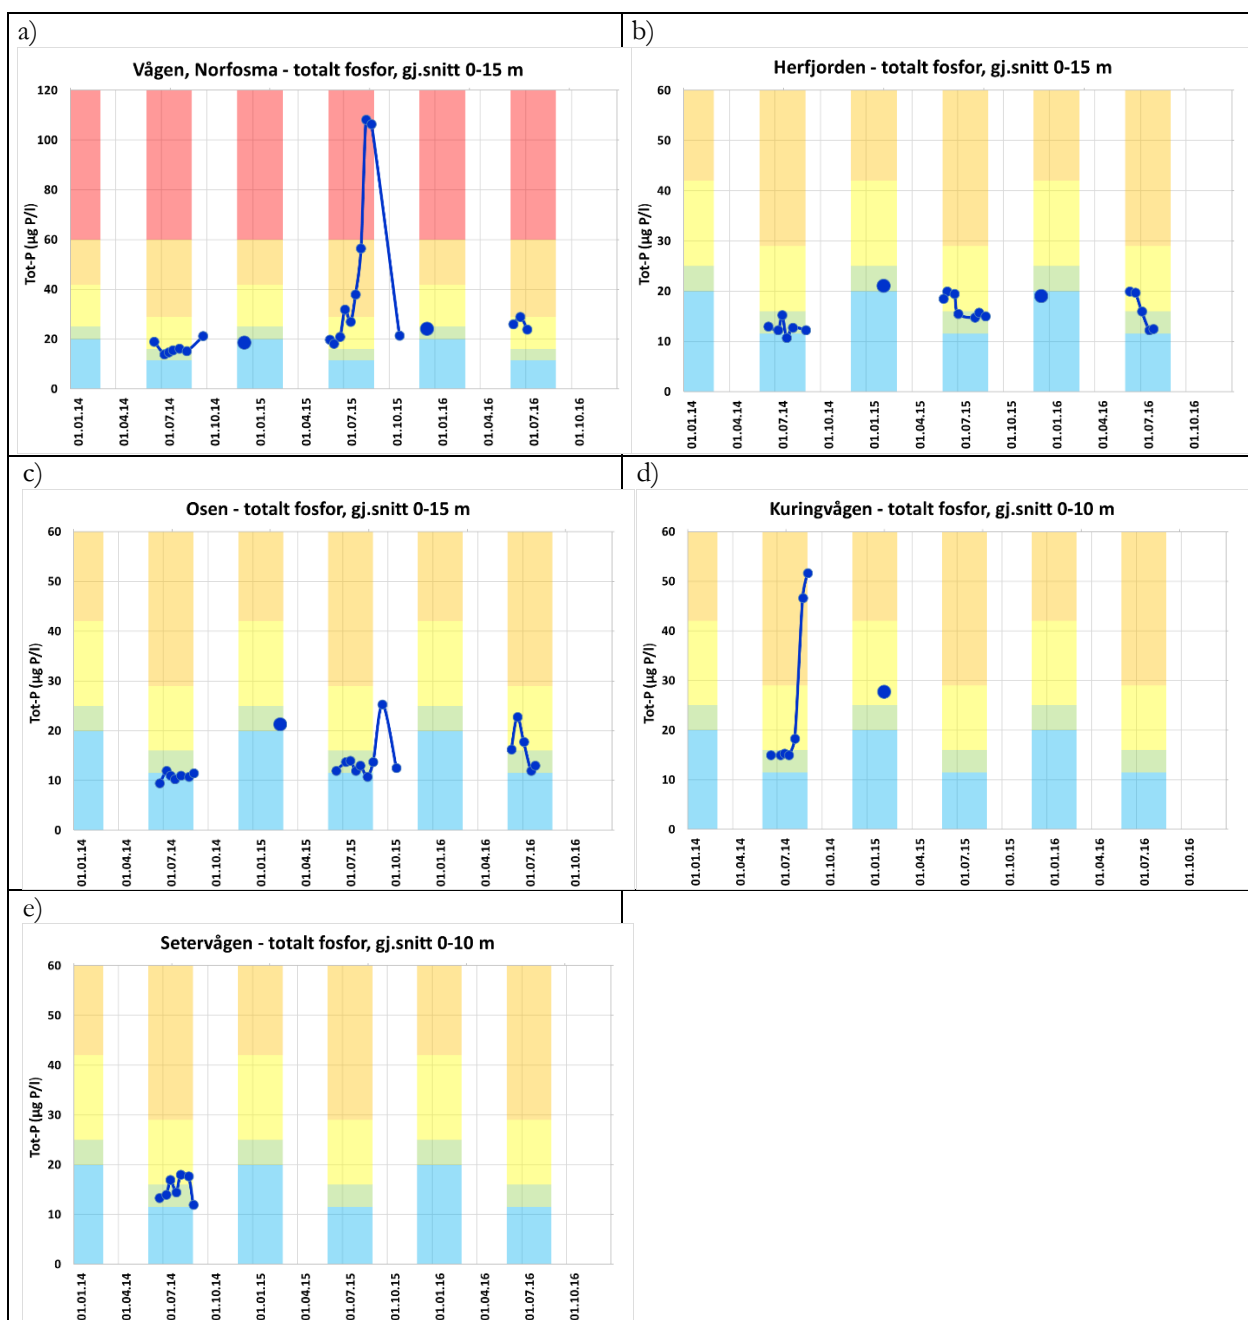 a)
Vågen, Norfosma - totalt fosfor, gj.snitt 0-15 m
Tot-P (µg P/l)
120
100
80
60
40
20
0
01.01.14 01.04.14 01.07.14 01.10.14 01.01.15 01.04.15 01.07.15 01.10.15 01.01.16 01.04.16 01.07.16 01.10.16
b)
Herfjorden - totalt fosfor, gj.snitt 0-15 m
Tot-P (µg P/l)
60
50
40
30
20
10
0
01.01.14 01.04.14 01.07.14 01.10.14 01.01.15 01.04.15 01.07.15 01.10.15 01.01.16 01.04.16 01.07.16 01.10.16
c)
Osen - totalt fosfor, gj.snitt 0-15 m
Tot-P (µg P/l)
60
50
40
30
20
10
0
01.01.14 01.04.14 01.07.14 01.10.14 01.01.15 01.04.15 01.07.15 01.10.15 01.01.16 01.04.16 01.07.16 01.10.16
d)
Kuringvågen - totalt fosfor, gj.snitt 0-10 m
Tot-P (µg P/l)
60
50
40
30
20
10
0
01.01.14 01.04.14 01.07.14 01.10.14 01.01.15 01.04.15 01.07.15 01.10.15 01.01.16 01.04.16 01.07.16 01.10.16
e)
Setervågen - totalt fosfor, gj.snitt 0-10 m
Tot-P (µg P/l)
60
50
40
30
20
10
0
01.01.14 01.04.14 01.07.14 01.10.14 01.01.15 01.04.15 01.07.15 01.10.15 01.01.16 01.04.16 01.07.16 01.10.16